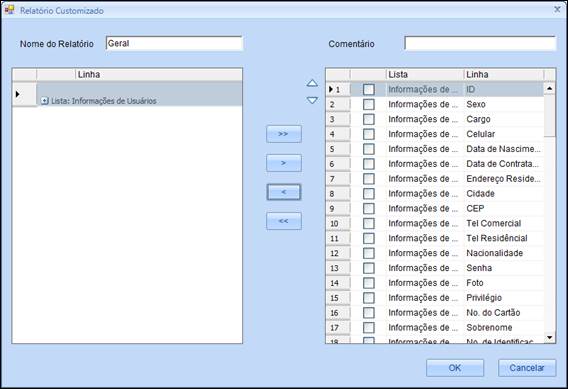 Relatório Customizado
Nome do Relatório Geral Comentário
Linha
Lista: Informações de Usuários
>>
>
<
<<
Lista Linha
1 Informações de ... ID
2 Informações de ... Sexo
3 Informações de ... Cargo
4 Informações de ... Celular
5 Informações de ... Data de Nascime...
6 Informações de ... Data de Contrata...
7 Informações de ... Endereço Reside...
8 Informações de ... Cidade
9 Informações de ... CEP
10 Informações de ... Tel Comercial
11 Informações de ... Tel Residêncial
12 Informações de ... Nacionalidade
13 Informações de ... Senha
14 Informações de ... Foto
15 Informações de ... Privilégio
16 Informações de ... No. do Cartão
17 Informações de ... Sobrenome
18 Informações de ... No. de Identificaç...
OK Cancelar